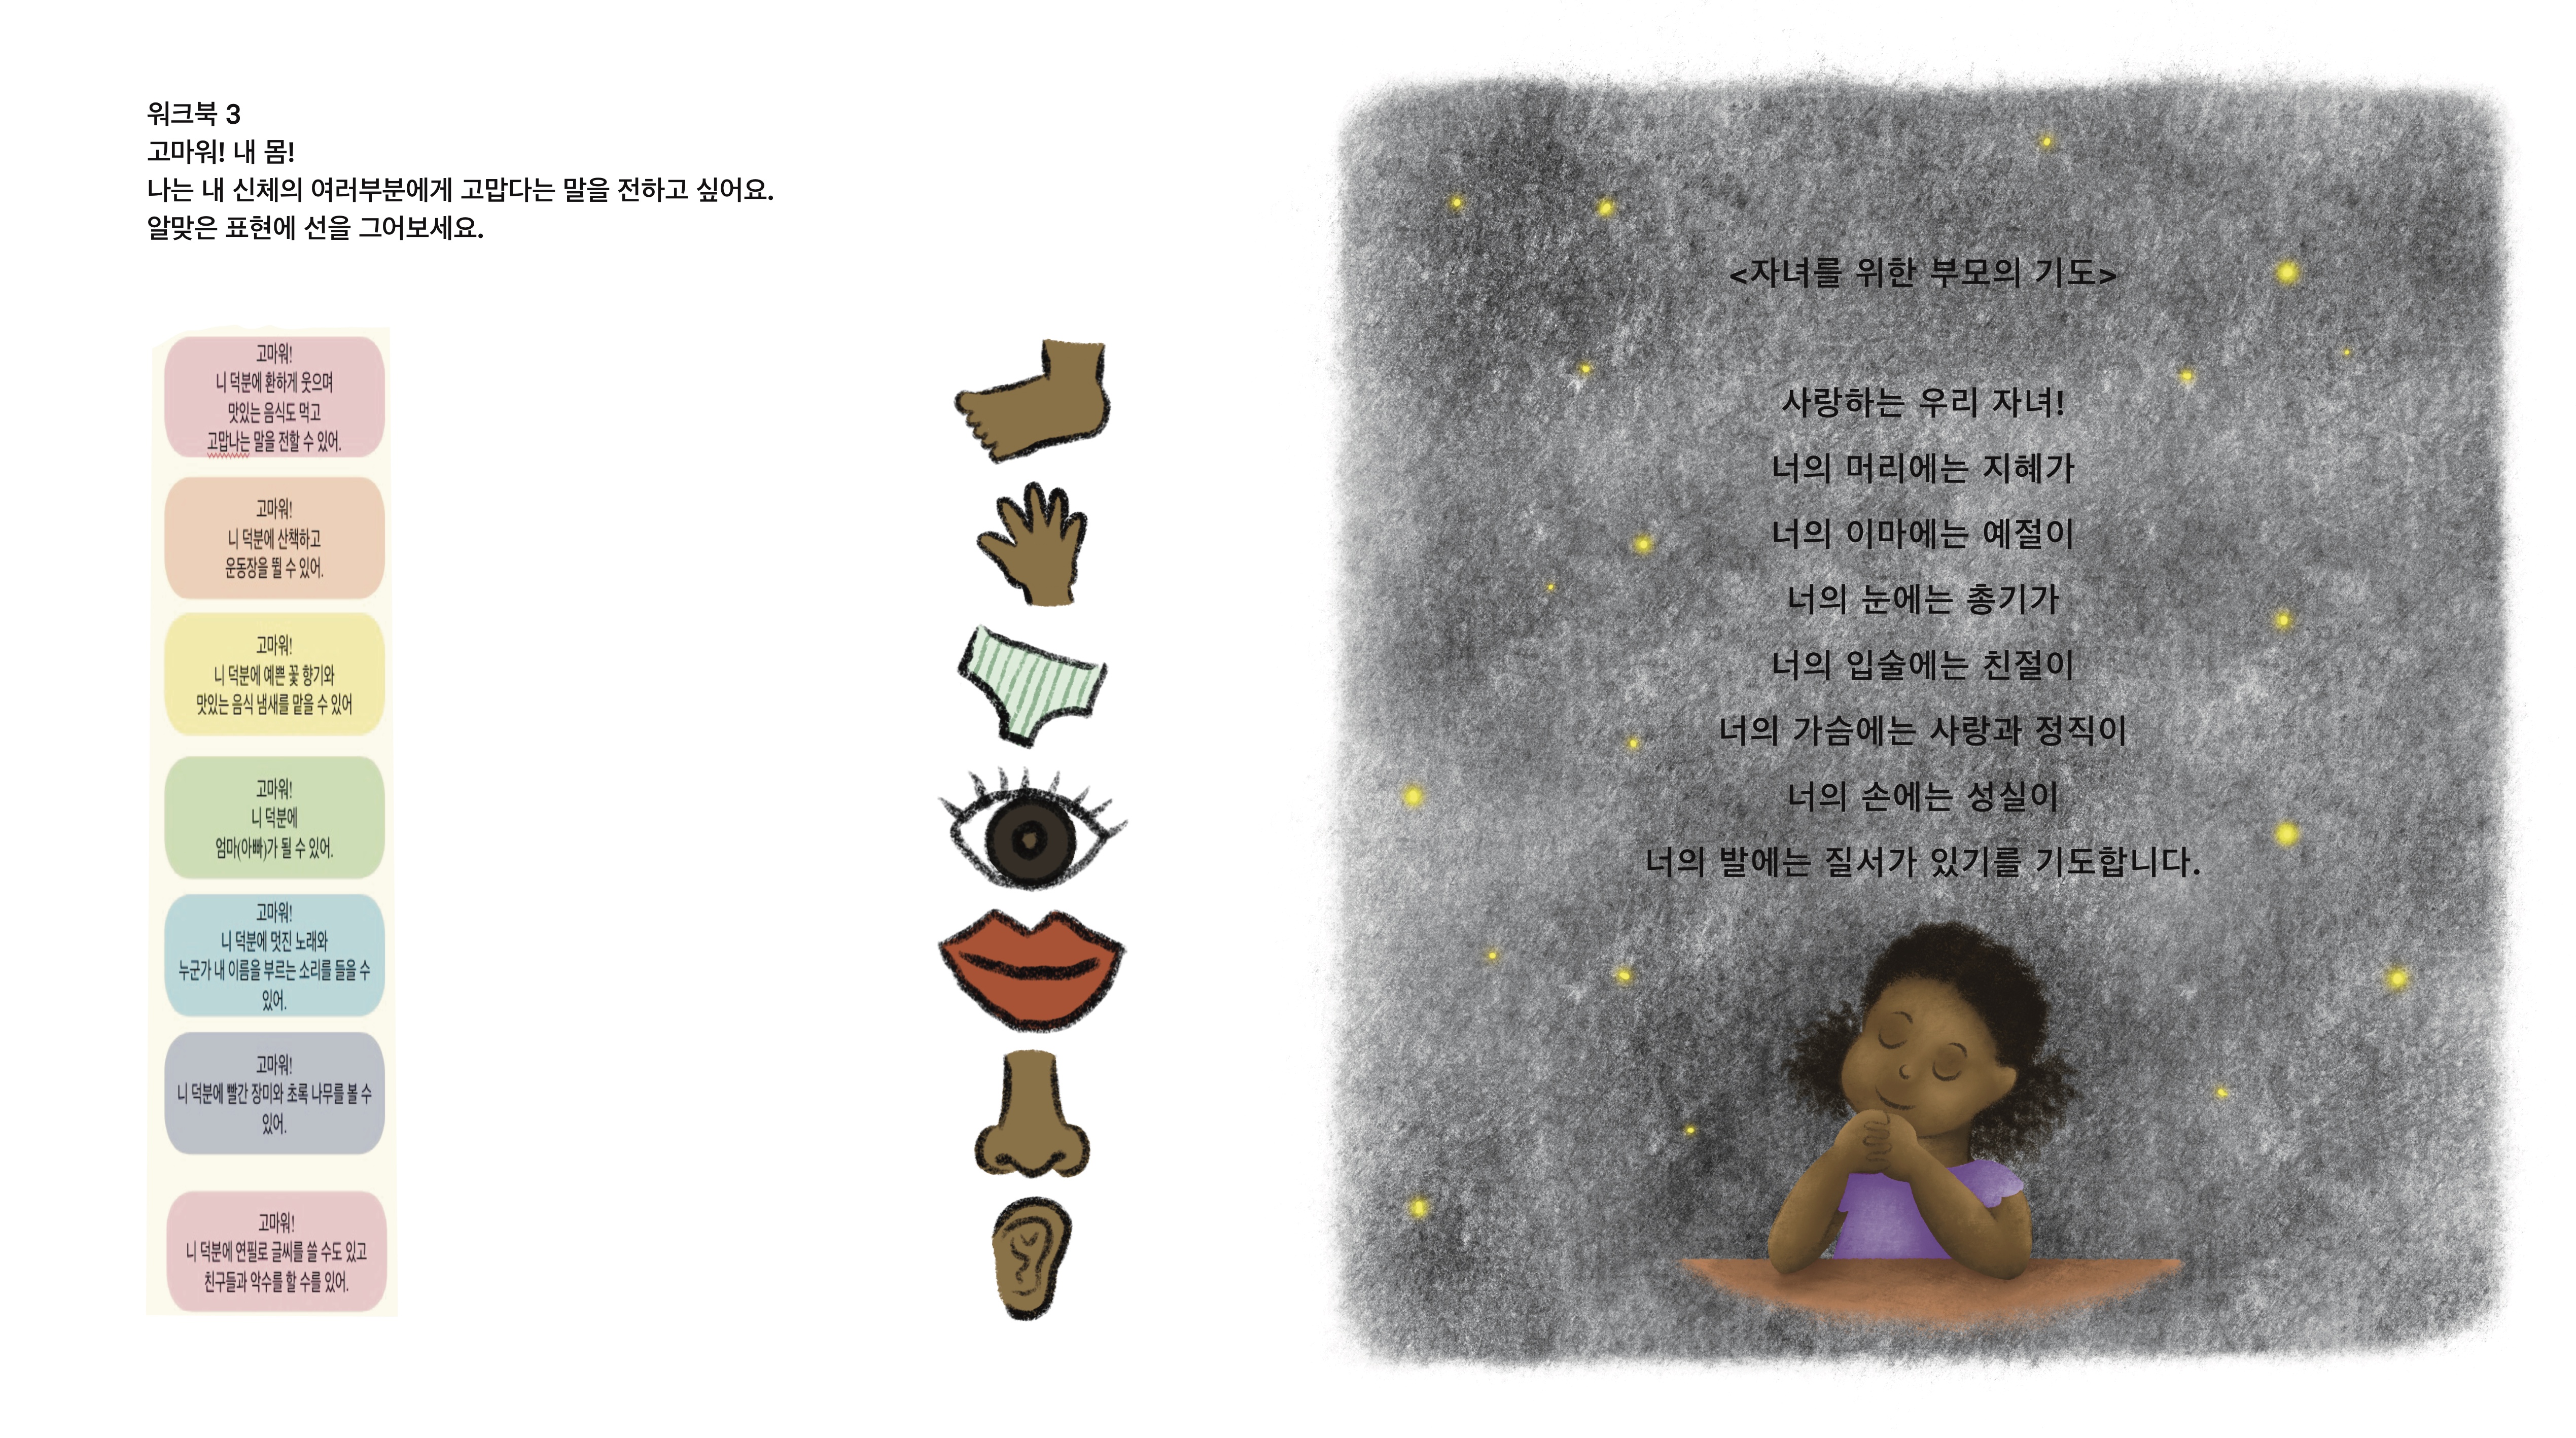 워크북 3
고마워! 내 몸!
나는 내 신체의 여러부분에게 고맙다는 말을 전하고 싶어요.
알맞은 표현에 선을 그어보세요.
고마워!
니 덕분에 환하게 웃으며
맛있는 음식도 먹고
고맙나는 말을 전할 수 있어.
고마워!
니 덕분에 산책하고
운동장을 뛸 수 있어.
고마워!
니 덕분에 예쁜 꽃 향기와
맛있는 음식 냄새를 맡을 수 있어
고마워!
니 덕분에
엄마(아빠)가 될 수 있어.
고마워!
니 덕분에 멋진 노래와
누군가 내 이름을 부르는 소리를 들을 수
있어.
고마워!
니 덕분에 빨간 장미와 초록 나무를 볼 수
있어.
고마워!
니 덕분에 연필로 글씨를 쓸 수도 있고
친구들과 악수를 할 수를 있어.
<자녀를 위한 부모의 기도>
사랑하는 우리 자녀!
너의 머리에는 지혜가
너의 이마에는 예절이
너의 눈에는 총기가
너의 입술에는 친절이
너의 가슴에는 사랑과 정직이
너의 손에는 성실이
너의 발에는 질서가 있기를 기도합니다.